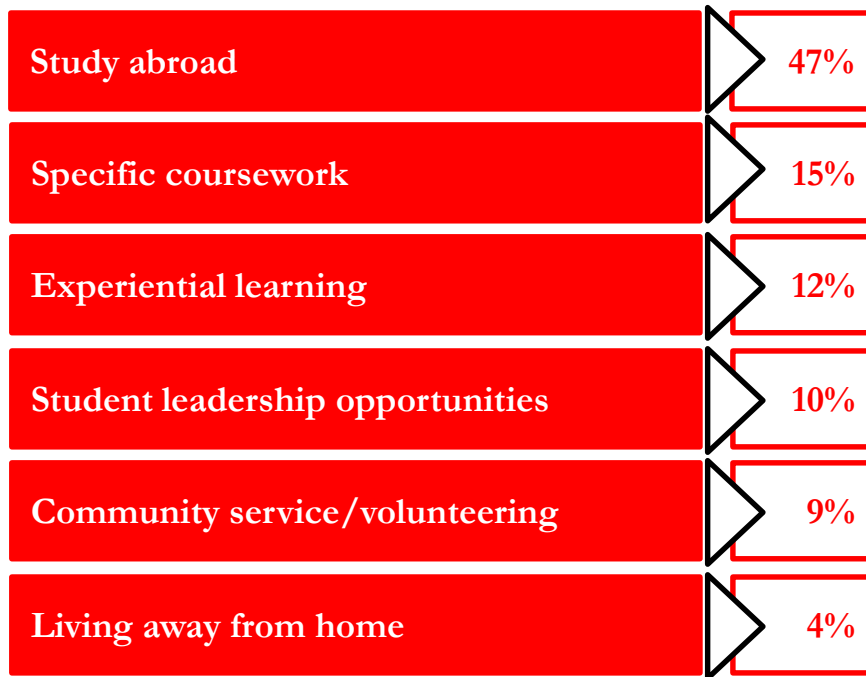 Study abroad 47%
Specific coursework 15%
Experiential learning 12%
Student leadership opportunities 10%
Community service/volunteering 9%
Living away from home 4%